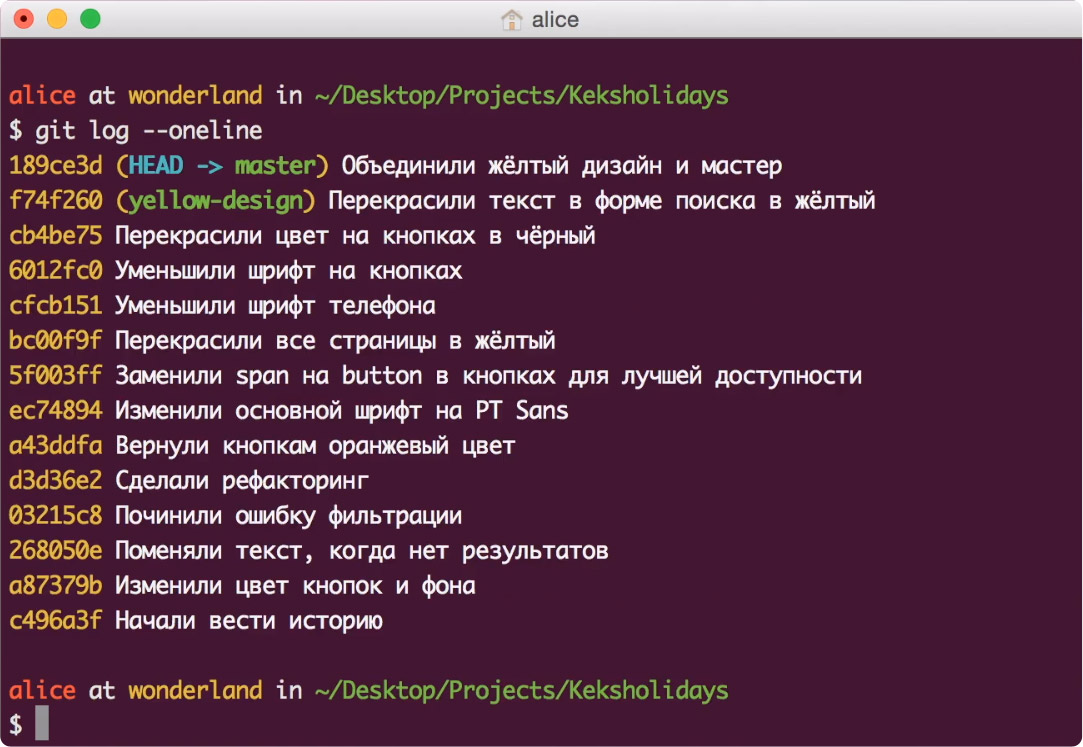 alice
alice at wonderland in ~/Desktop/Projects/Keksholidays
$ git log --oneline
189ce3d (HEAD -> master) Объединили жёлтый дизайн и мастер
f74f260 (yellow-design) Перекрасили текст в форме поиска в жёлтый
cb4be75 Перекрасили цвет на кнопках в чёрный
6012fc0 Уменьшили шрифт на кнопках
cfcb151 Уменьшили шрифт телефона
bc00f9f Перекрасили все страницы в жёлтый
5f003ff Заменили span на button в кнопках для лучшей доступности
ec74894 Изменили основной шрифт на PT Sans
a43ddfa Вернули кнопкам оранжевый цвет
d3d36e2 Сделали рефакторинг
03215c8 Починили ошибку фильтрации
268050e Поменяли текст, когда нет результатов
a87379b Изменили цвет кнопок и фона
c496a3f Начали вести историю
alice at wonderland in ~/Desktop/Projects/Keksholidays
$